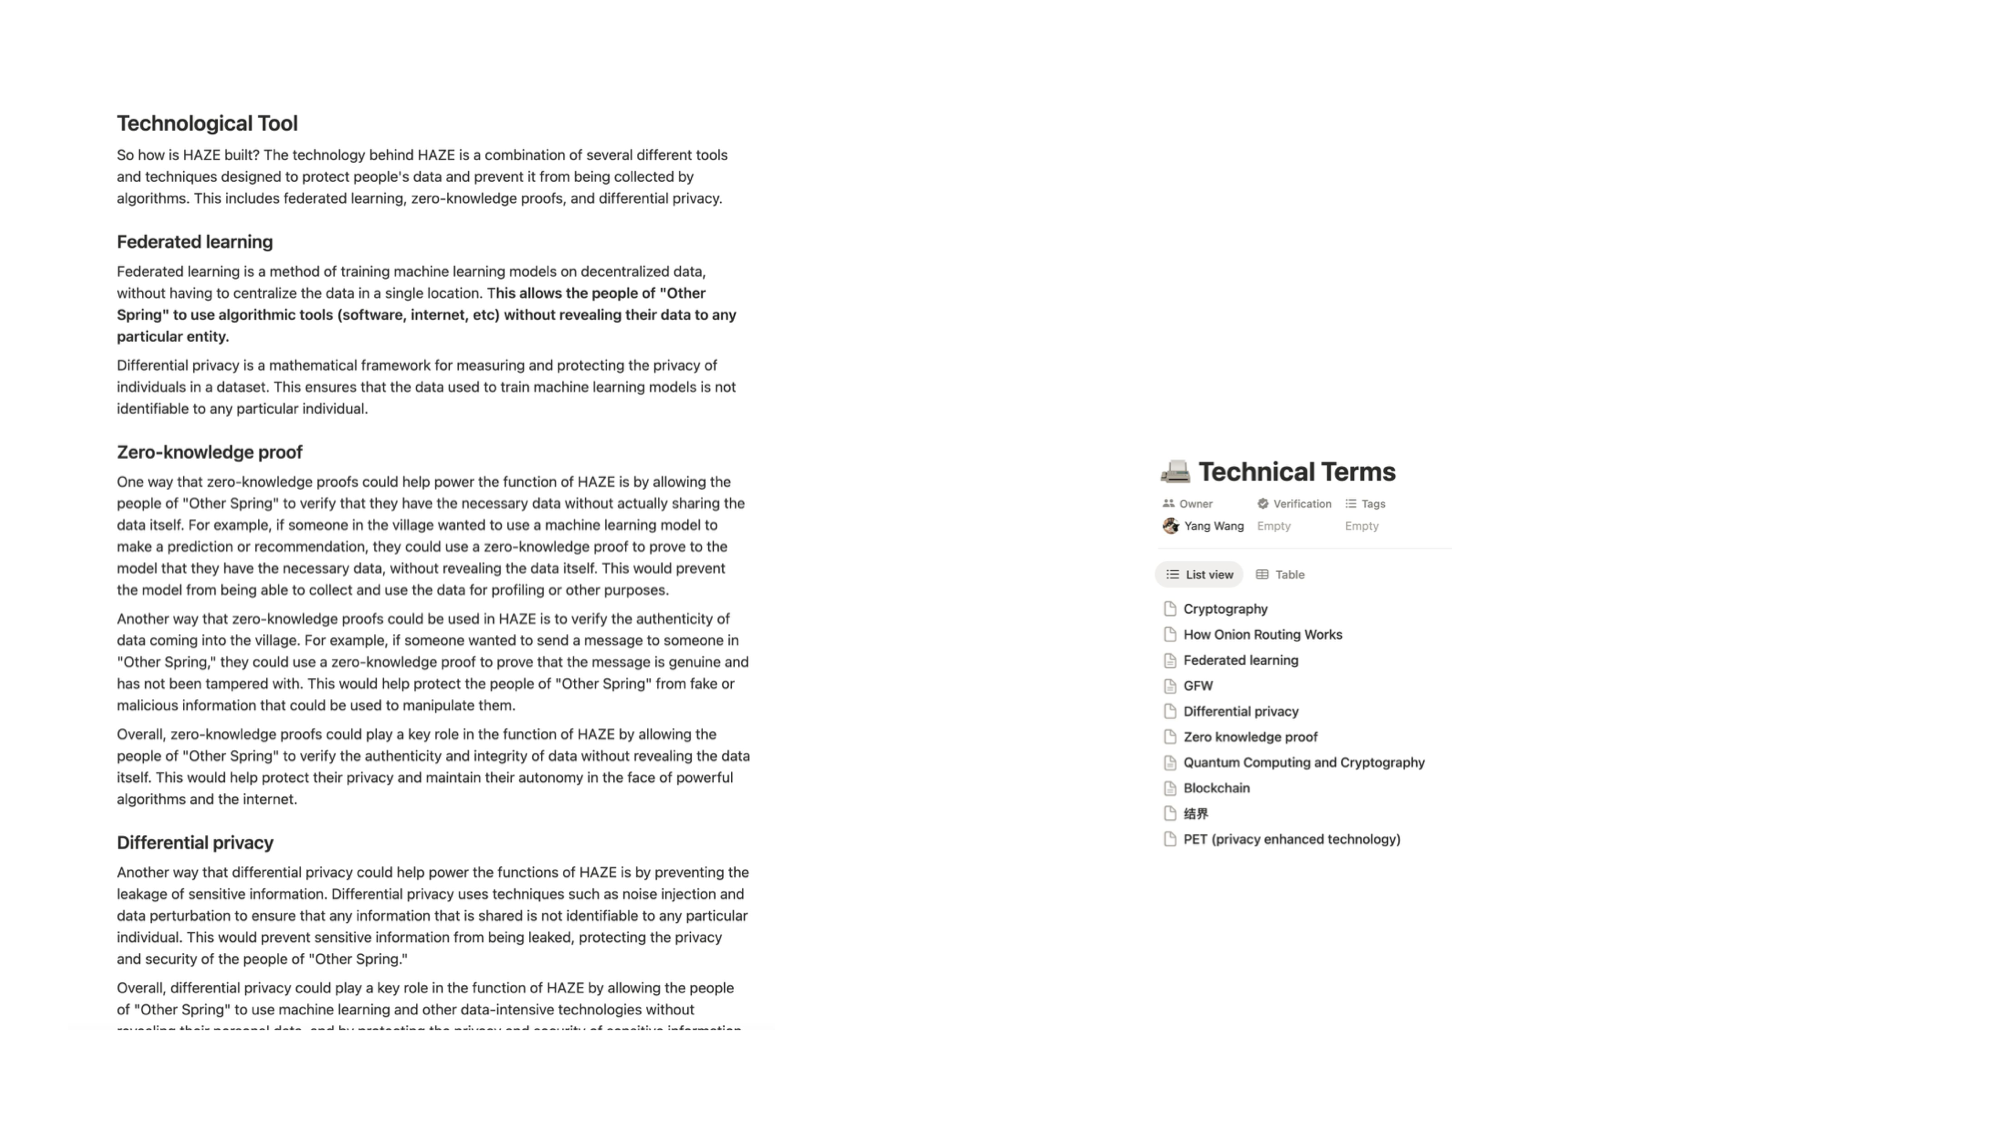 Technological Tool
So how is HAZE built? The technology behind HAZE is a combination of several different tools
and techniques designed to protect people's data and prevent it from being collected by
algorithms. This includes federated learning, zero-knowledge proofs, and differential privacy.
Federated learning
Federated learning is a method of training machine learning models on decentralized data,
without having to centralize the data in a single location. This allows the people of "Other
Spring" to use algorithmic tools (software, internet, etc) without revealing their data to any
particular entity.
Differential privacy is a mathematical framework for measuring and protecting the privacy of
individuals in a dataset. This ensures that the data used to train machine learning models is not
identifiable to any particular individual.
Zero-knowledge proof
One way that zero-knowledge proofs could help power the function of HAZE is by allowing the
people of "Other Spring" to verify that they have the necessary data without actually sharing the
data itself. For example, if someone in the village wanted to use a machine learning model to
make a prediction or recommendation, they could use a zero-knowledge proof to prove to the
model that they have the necessary data, without revealing the data itself. This would prevent
the model from being able to collect and use the data for profiling or other purposes.
Another way that zero-knowledge proofs could be used in HAZE is to verify the authenticity of
data coming into the village. For example, if someone wanted to send a message to someone in
"Other Spring," they could use a zero-knowledge proof to prove that the message is genuine and
has not been tampered with. This would help protect the people of "Other Spring" from fake or
malicious information that could be used to manipulate them.
Overall, zero-knowledge proofs could play a key role in the function of HAZE by allowing the
people of "Other Spring" to verify the authenticity and integrity of data without revealing the data
itself. This would help protect their privacy and maintain their autonomy in the face of powerful
algorithms and the internet.
Differential privacy
Another way that differential privacy could help power the functions of HAZE is by preventing the
leakage of sensitive information. Differential privacy uses techniques such as noise injection and
data perturbation to ensure that any information that is shared is not identifiable to any particular
individual. This would prevent sensitive information from being leaked, protecting the privacy
and security of the people of "Other Spring."
Overall, differential privacy could play a key role in the function of HAZE by allowing the people
of "Other Spring" to use machine learning and other data-intensive technologies without
revealing their personal data, and by protecting the privacy and security of sensitive information
Technical Terms
Owner Verification Tags
Yang Wang Empty Empty
List view Table
Cryptography
How Onion Routing Works
Federated learning
GFW
Differential privacy
Zero knowledge proof
Quantum Computing and Cryptography
Blockchain
结界
PET (privacy enhanced technology)